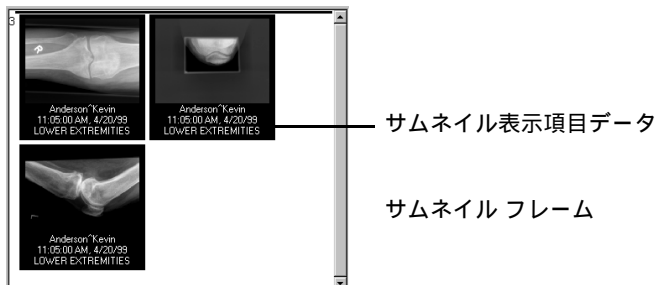 3
R
Anderson^Kevin
11:05:00 AM, 4/20/99
LOWER EXTREMITIES
Anderson^Kevin
11:05:00 AM, 4/20/99
LOWER EXTREMITIES
サムネイル表示項目データ
Anderson^Kevin
11:05:00 AM, 4/20/99
LOWER EXTREMITIES
サムネイル フレーム